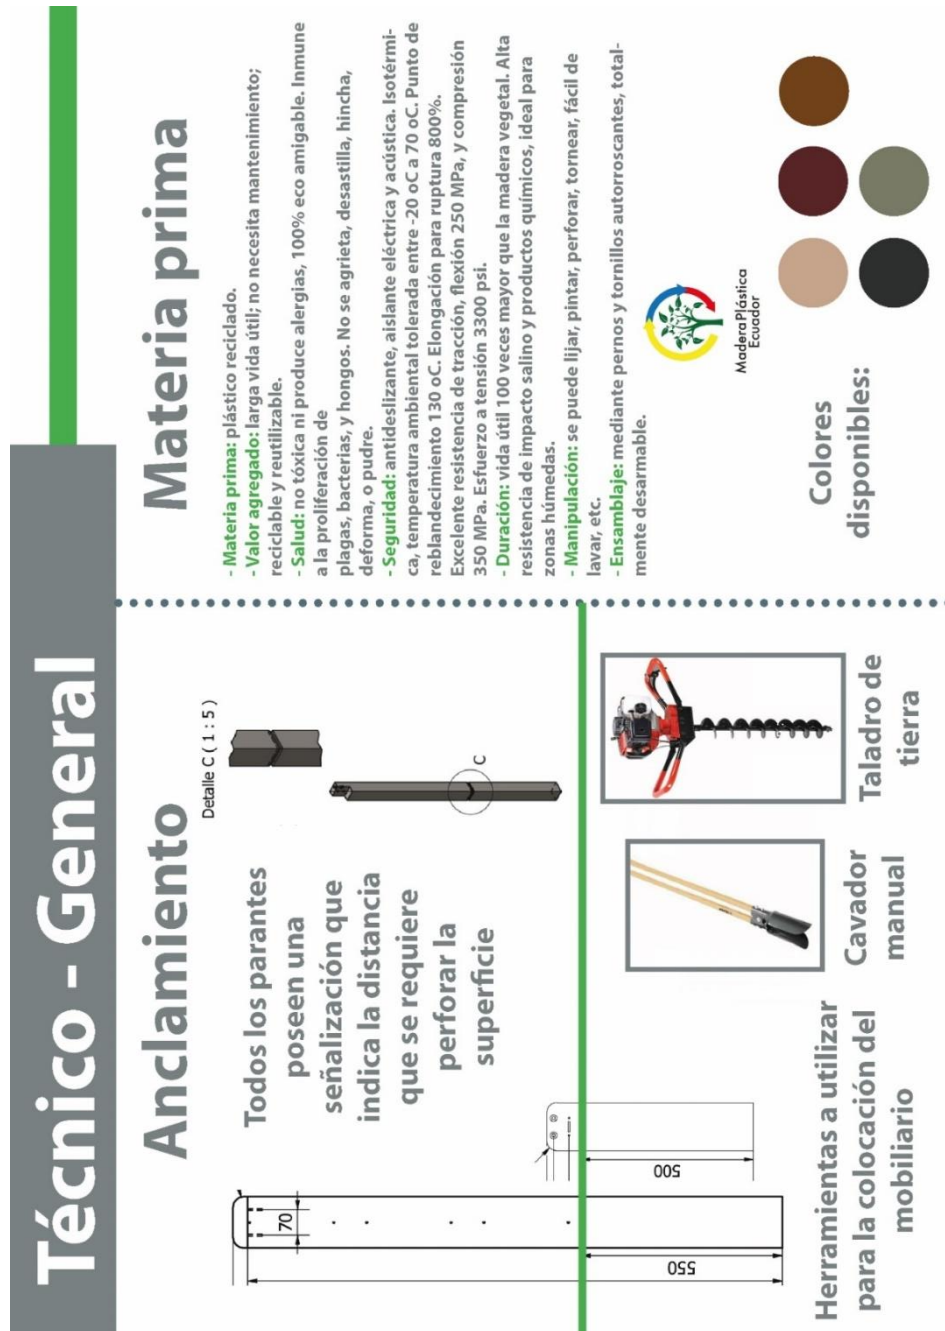 Técnico - General
Anclamiento
Todos los parantes
poseen una
señalización que
indica la distancia
que se requiere
perforar la
superficie
Detalle C ( 1 : 5 )
C
70
550
500
Herramientas a utilizar
para la colocación del
mobiliario
Cavador
manual
Taladro de
tierra
Materia prima
- Materia prima: plástico reciclado.
- Valor agregado: larga vida útil; no necesita mantenimiento;
reciclable y reutilizable.
- Salud: no tóxica ni produce alergias, 100% eco amigable. Inmune
a la proliferación de
plagas, bacterias, y hongos. No se agrieta, desastilla, hincha,
deforma, o pudre.
- Seguridad: antideslizante, aislante eléctrica y acústica. Isotérmi-
ca, temperatura ambiental tolerada entre -20 oC a 70 oC. Punto de
reblandecimiento 130 oC. Elongación para ruptura 800%.
Excelente resistencia de tracción, flexión 250 MPa, y compresión
350 MPa. Esfuerzo a tensión 3300 psi.
- Duración: vida útil 100 veces mayor que la madera vegetal. Alta
resistencia de impacto salino y productos químicos, ideal para
zonas húmedas.
- Manipulación: se puede lijar, pintar, perforar, tornear, fácil de
lavar, etc.
- Ensamblaje: mediante pernos y tornillos autorroscantes, total-
mente desarmable.
Madera Plástica
Ecuador
Colores
disponibles: